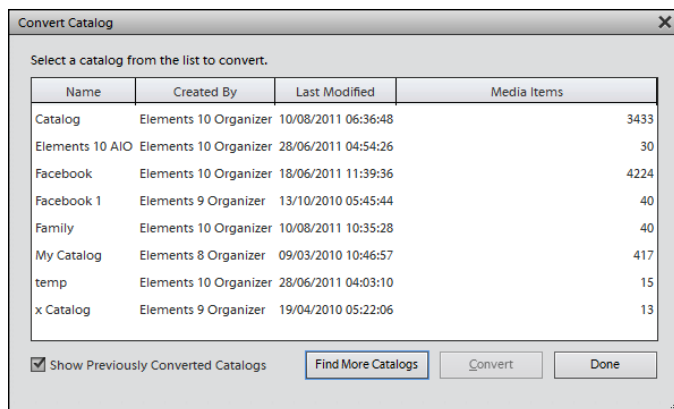 Convert Catalog
Select a catalog from the list to convert.
Name Created By Last Modified Media Items
Catalog Elements 10 Organizer 10/08/2011 06:36:48 3433
Elements 10 AIO Elements 10 Organizer 28/06/2011 04:54:26 30
Facebook Elements 10 Organizer 18/06/2011 11:39:36 4224
Facebook 1 Elements 9 Organizer 13/10/2010 05:45:44 40
Family Elements 10 Organizer 10/08/2011 10:35:28 40
My Catalog Elements 8 Organizer 09/03/2010 10:46:57 417
temp Elements 10 Organizer 28/06/2011 04:03:10 15
x Catalog Elements 9 Organizer 19/04/2010 05:22:06 13
Show Previously Converted Catalogs Find More Catalogs Convert Done